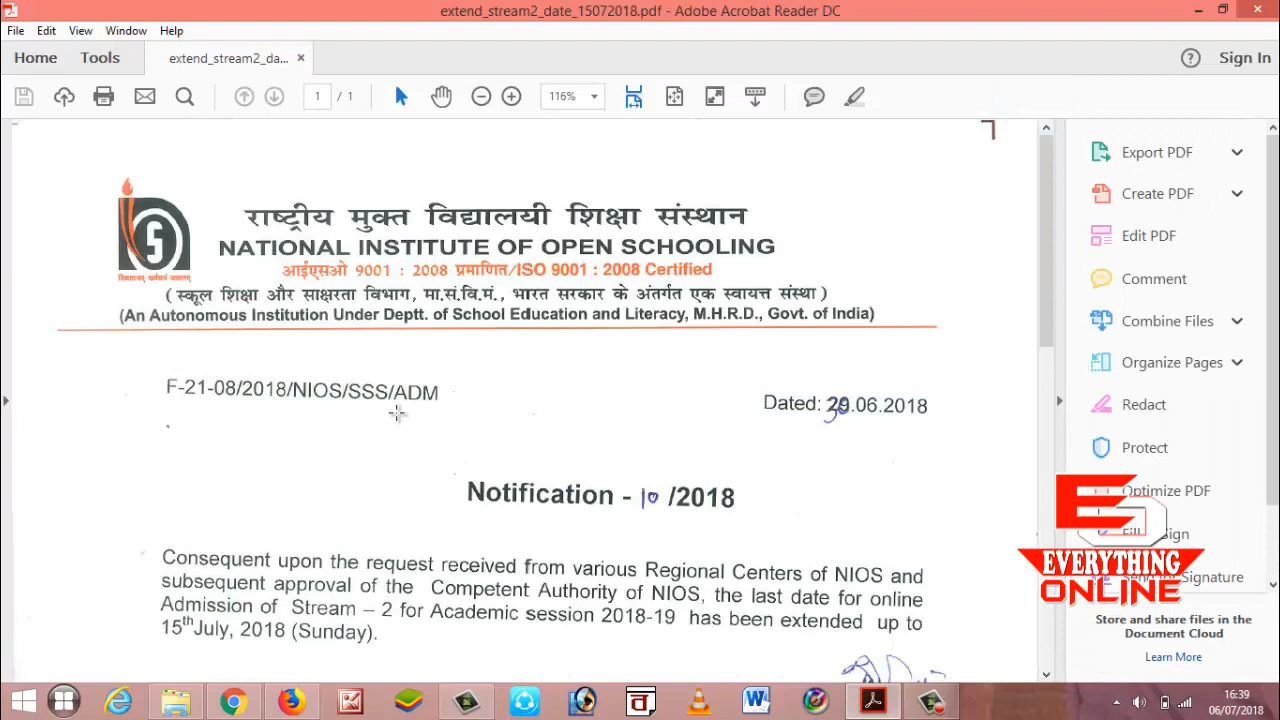 extend_stream2_date_15072018.pdf - Adobe Acrobat Reader DC
File Edit View Window Help
Home Tools extend_stream2_da... × Sign In
1 / 1 116%
राष्ट्रीय मुक्त विद्यालयी शिक्षा संस्थान
NATIONAL INSTITUTE OF OPEN SCHOOLING
आईएसओ 9001 : 2008 प्रमाणित/ISO 9001 : 2008 Certified
( स्कूल शिक्षा और साक्षरता विभाग, मा.सं.वि.मं., भारत सरकार के अंतर्गत एक स्वायत्त संस्था )
(An Autonomous Institution Under Deptt. of School Education and Literacy, M.H.R.D., Govt. of India)
F-21-08/2018/NIOS/SSS/ADM
Dated: 30.06.2018
Notification - 10 /2018
Consequent upon the request received from various Regional Centers of NIOS and
subsequent approval of the Competent Authority of NIOS, the last date for online
Admission of Stream – 2 for Academic session 2018-19 has been extended up to
15th July, 2018 (Sunday).
Export PDF
Create PDF
Edit PDF
Comment
Combine Files
Organize Pages
Redact
Protect
Optimize PDF
EVERYTHING
ONLINE
Store and share files in the
Document Cloud
Learn More
16:39
06/07/2018